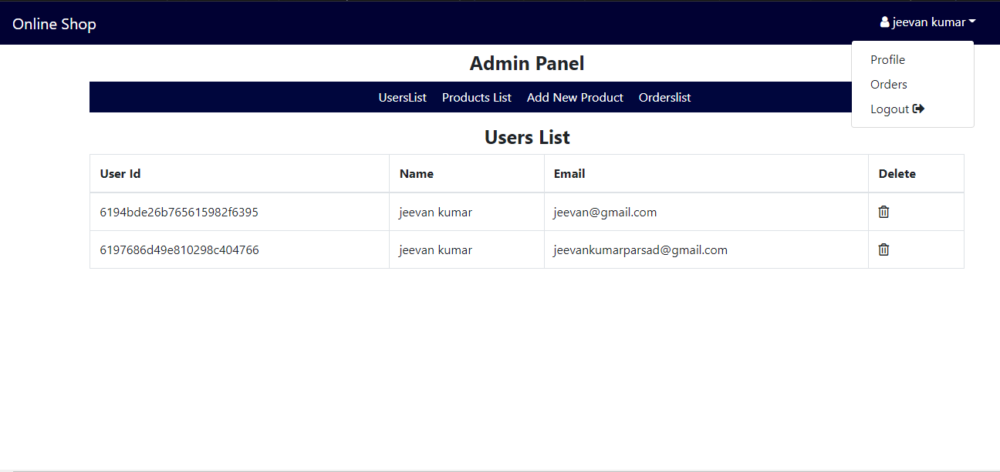 Online Shop
jeevan kumar
Profile
Orders
Logout
Admin Panel
UsersList Products List Add New Product Orderslist
Users List
User Id Name Email Delete
6194bde26b765615982f6395 jeevan kumar jeevan@gmail.com
6197686d49e810298c404766 jeevan kumar jeevankumarparsad@gmail.com